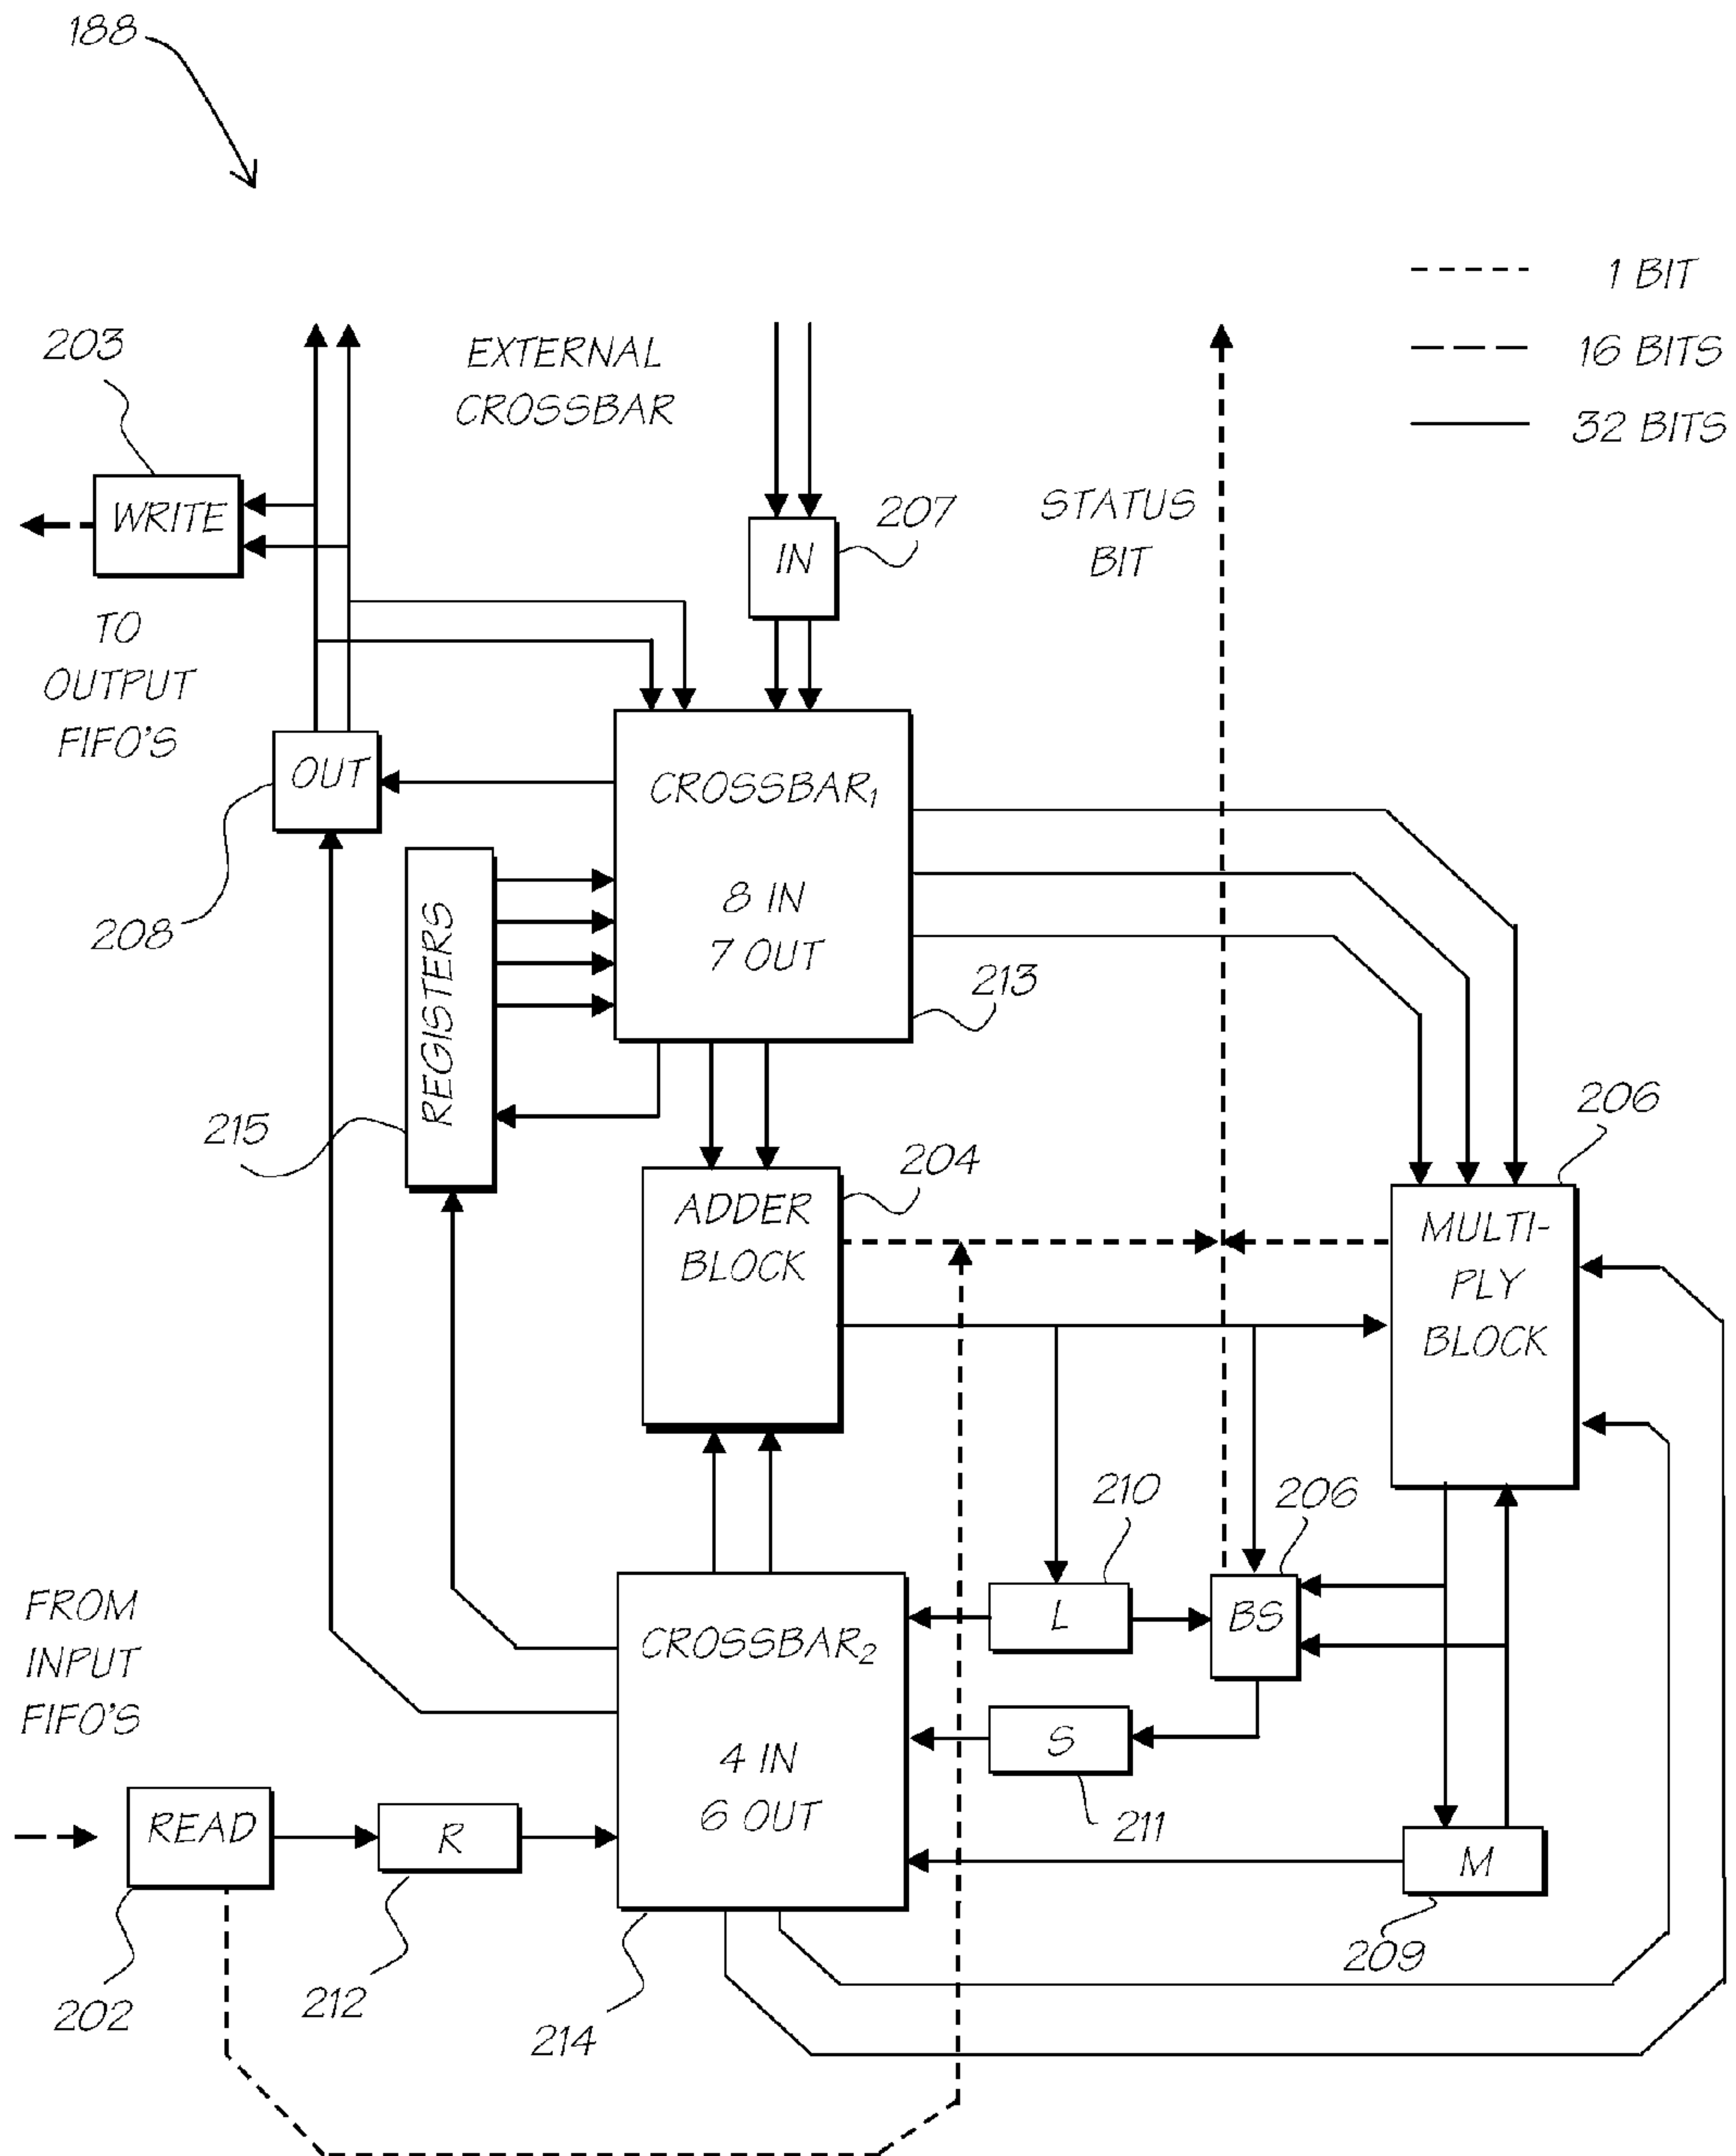 188
1 BIT
16 BITS
32 BITS
203
EXTERNAL
CROSSBAR
WRITE
207
IN
STATUS
BIT
TO
OUTPUT
FIFO'S
OUT
208
CROSSBAR₁
8 IN
7 OUT
213
REGISTERS
215
204
206
ADDER
BLOCK
MULTI-
PLY
BLOCK
210
206
FROM
INPUT
FIFO'S
CROSSBAR₂
4 IN
6 OUT
L
BS
S
211
READ
R
M
202
212
214
209